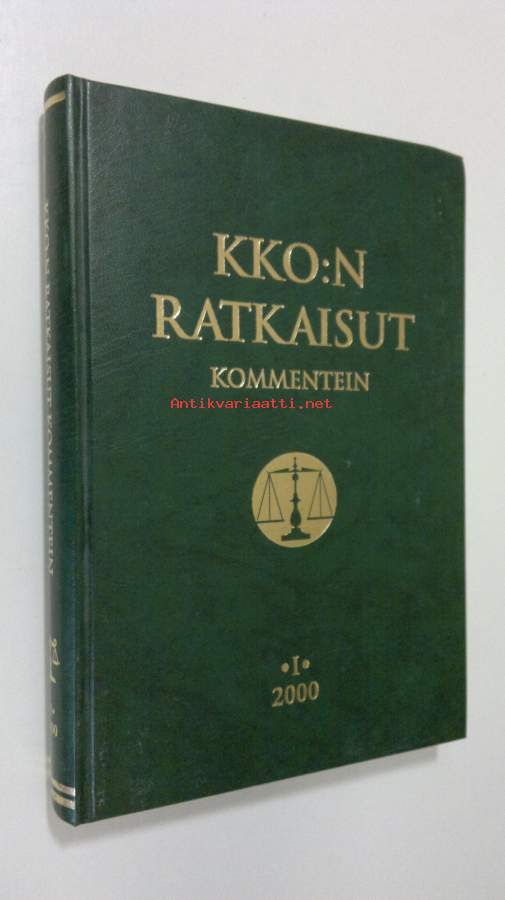 KKO:N
RATKAISUT
KOMMENTEIN
Antikvariaatti.net
•I•
2000
KKO:N RATKAISUT KOMMENTEIN